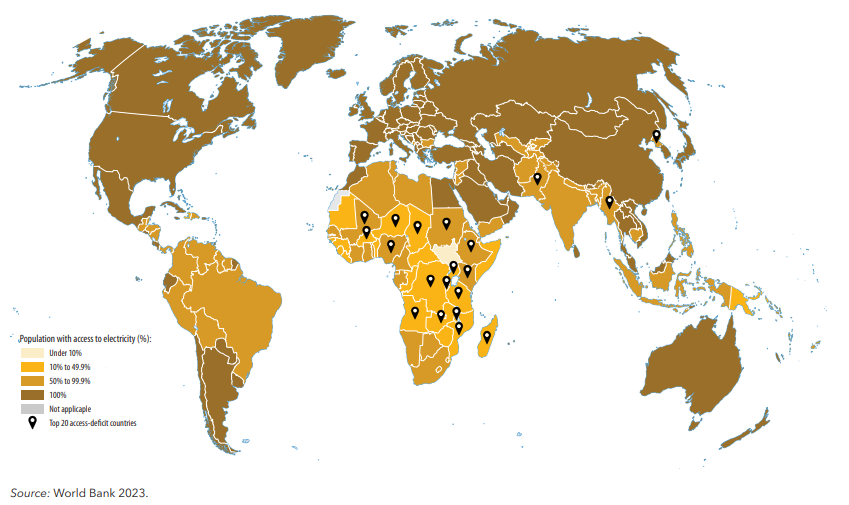 Population with access to electricity (%):
Under 10%
10% to 49.9%
50% to 99.9%
100%
Not applicaple
Top 20 access-deficit countries
Source: World Bank 2023.